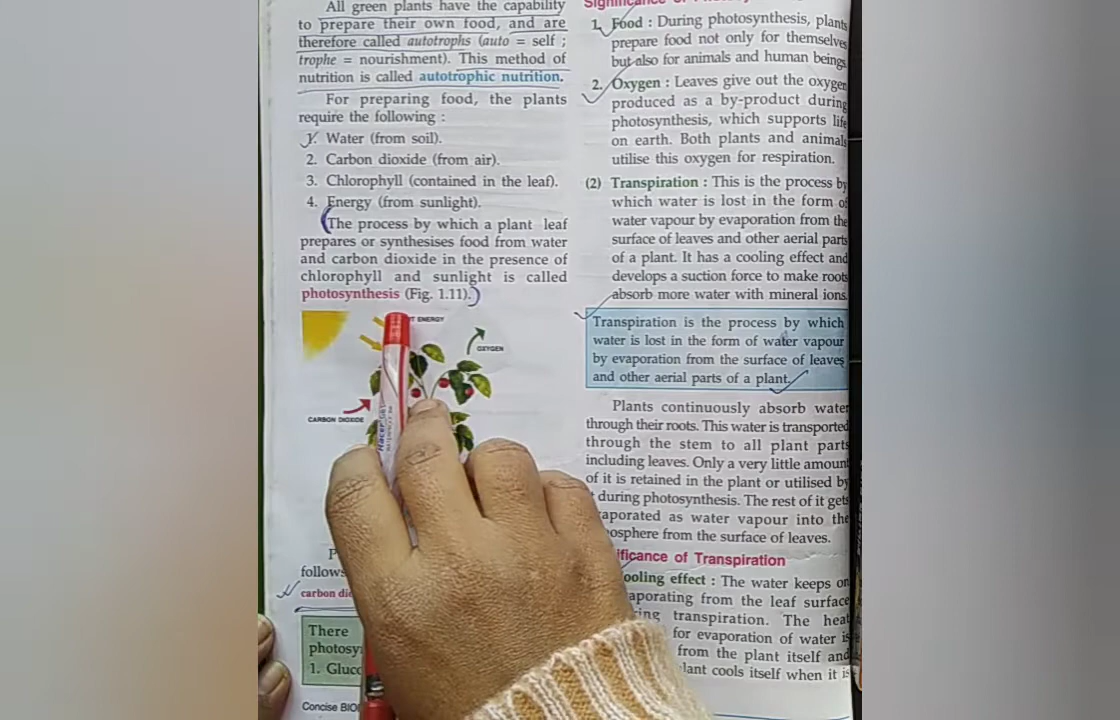 All green plants have the capability
to prepare their own food, and are
therefore called autotrophs (auto = self ;
trophe = nourishment). This method of
nutrition is called autotrophic nutrition.
For preparing food, the plants
require the following :
1. Water (from soil).
2. Carbon dioxide (from air).
3. Chlorophyll (contained in the leaf).
4. Energy (from sunlight).
The process by which a plant leaf
prepares or synthesises food from water
and carbon dioxide in the presence of
chlorophyll and sunlight is called
photosynthesis (Fig. 1.11).
ENERGY
OXYGEN
CARBON DIOXIDE
Racer Gel
follows
carbon di
There
photosy
1. Gluc
Concise BIO
1. Food : During photosynthesis, plants
prepare food not only for themselves
but also for animals and human beings
2. Oxygen : Leaves give out the oxygen
produced as a by-product during
photosynthesis, which supports life
on earth. Both plants and animals
utilise this oxygen for respiration.
(2) Transpiration : This is the process by
which water is lost in the form of
water vapour by evaporation from the
surface of leaves and other aerial parts
of a plant. It has a cooling effect and
develops a suction force to make roots
absorb more water with mineral ions.
Transpiration is the process by which
water is lost in the form of water vapour
by evaporation from the surface of leaves
and other aerial parts of a plant.
Plants continuously absorb water
through their roots. This water is transported
through the stem to all plant parts
including leaves. Only a very little amount
of it is retained in the plant or utilised by
during photosynthesis. The rest of it gets
aporated as water vapour into the
osphere from the surface of leaves.
ificance of Transpiration
ooling effect : The water keeps on
aporating from the leaf surface
ring transpiration. The heat
for evaporation of water is
from the plant itself and
lant cools itself when it is